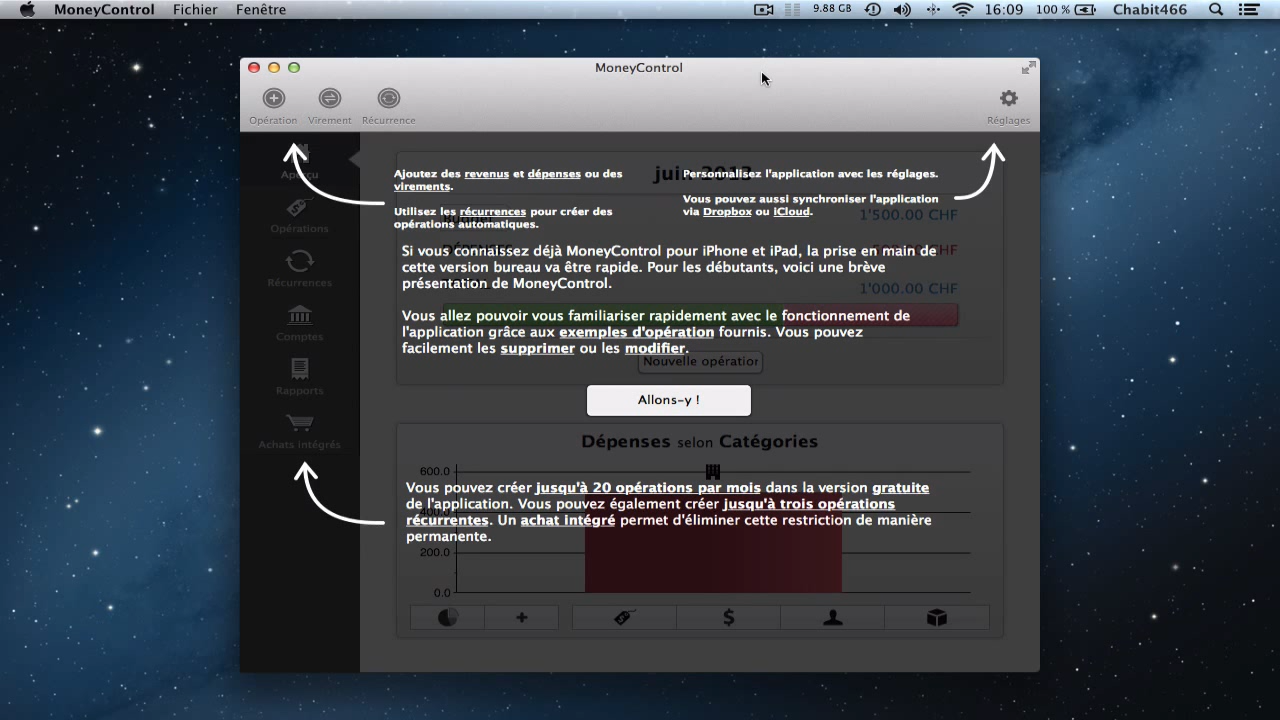 MoneyControl Fichier Fenêtre 9.88 GB 16:09 100 % Chabit466
MoneyControl
Opération Virement Récurrence Réglages
Aperçu
Opérations
Récurrences
Comptes
Rapports
Achats intégrés
juin 2013
Ajoutez des revenus et dépenses ou des
virements.
Utilisez les récurrences pour créer des
opérations automatiques.
Personnalisez l'application avec les réglages.
Vous pouvez aussi synchroniser l'application
via Dropbox ou iCloud.
1'500.00 CHF
CHF
1'000.00 CHF
Si vous connaissez déjà MoneyControl pour iPhone et iPad, la prise en main de
cette version bureau va être rapide. Pour les débutants, voici une brève
présentation de MoneyControl.
Vous allez pouvoir vous familiariser rapidement avec le fonctionnement de
l'application grâce aux exemples d'opération fournis. Vous pouvez
facilement les supprimer ou les modifier.
Nouvelle opération
Allons-y !
Dépenses selon Catégories
600.0
400.0
200.0
0.0
Vous pouvez créer jusqu'à 20 opérations par mois dans la version gratuite
de l'application. Vous pouvez également créer jusqu'à trois opérations
récurrentes. Un achat intégré permet d'éliminer cette restriction de manière
permanente.